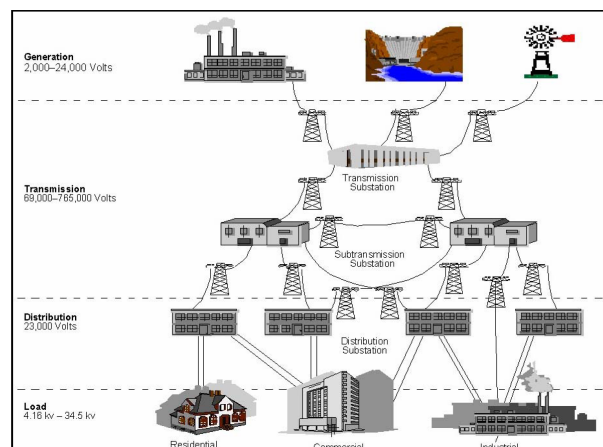 Generation
2,000–24,000 Volts
Transmission
Substation
Transmission
69,000–765,000 Volts
Subtransmission
Substation
Distribution
23,000 Volts
Distribution
Substation
Load
4.16 kv – 34.5 kv
Residential
Commercial
Industrial